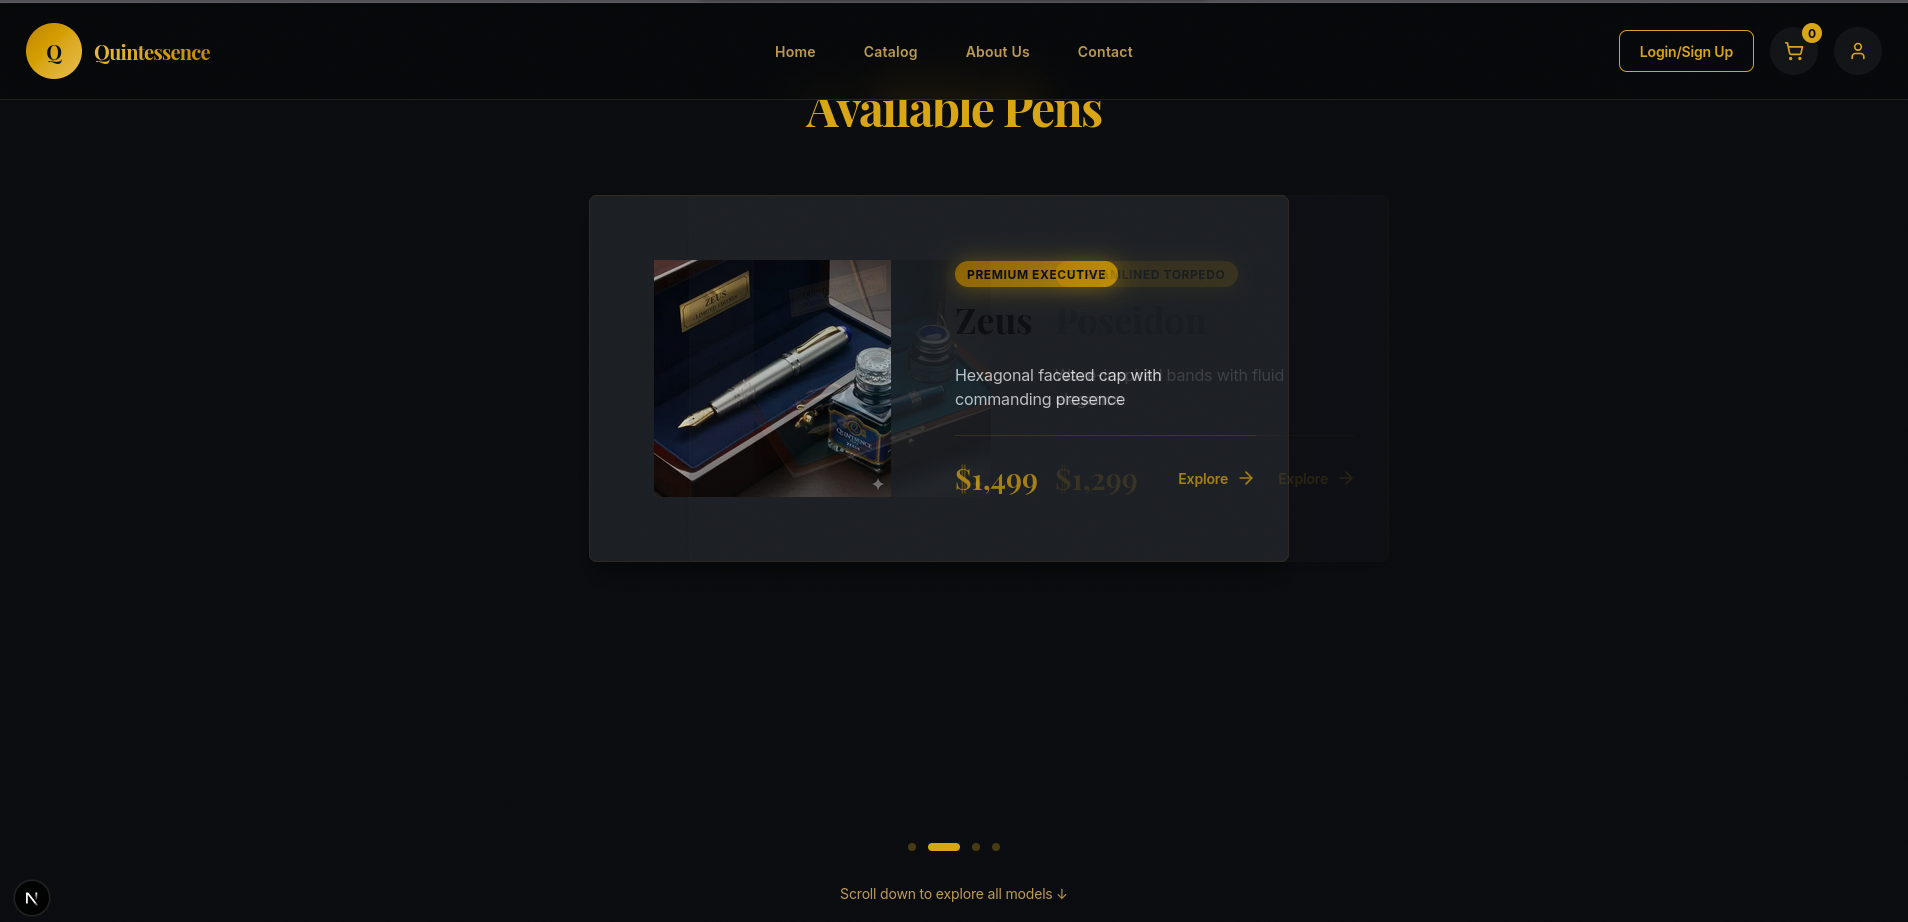 Q
Quintessence
Home
Catalog
About Us
Contact
Login/Sign Up
0
Available Pens
ZEUS
PREMIUM EXECUTIVE
MLINED TORPEDO
Zeus
Poseidon
Hexagonal faceted cap with
bands with fluid
commanding presence
$1,499
$1,299
Explore →
Explore →
Scroll down to explore all models ↓
N